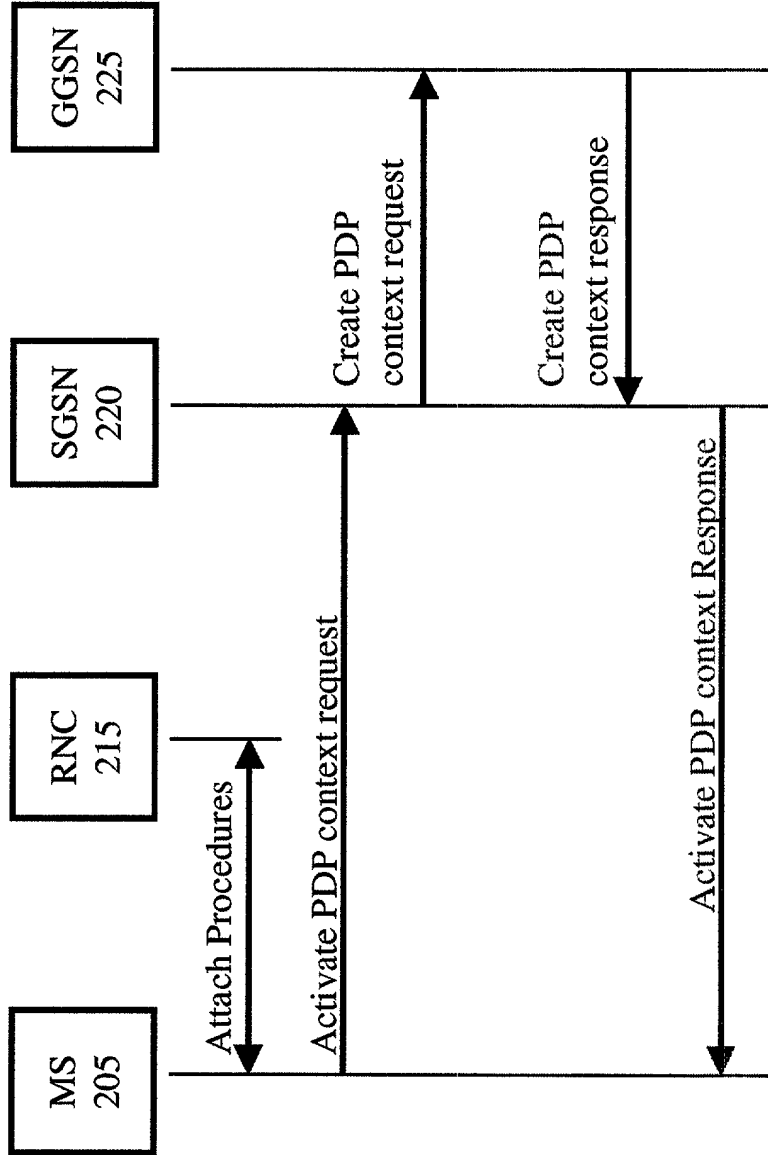 MS
205
RNC
215
SGSN
220
GGSN
225
Attach Procedures
Activate PDP context request
Create PDP
context request
Create PDP
context response
Activate PDP context Response